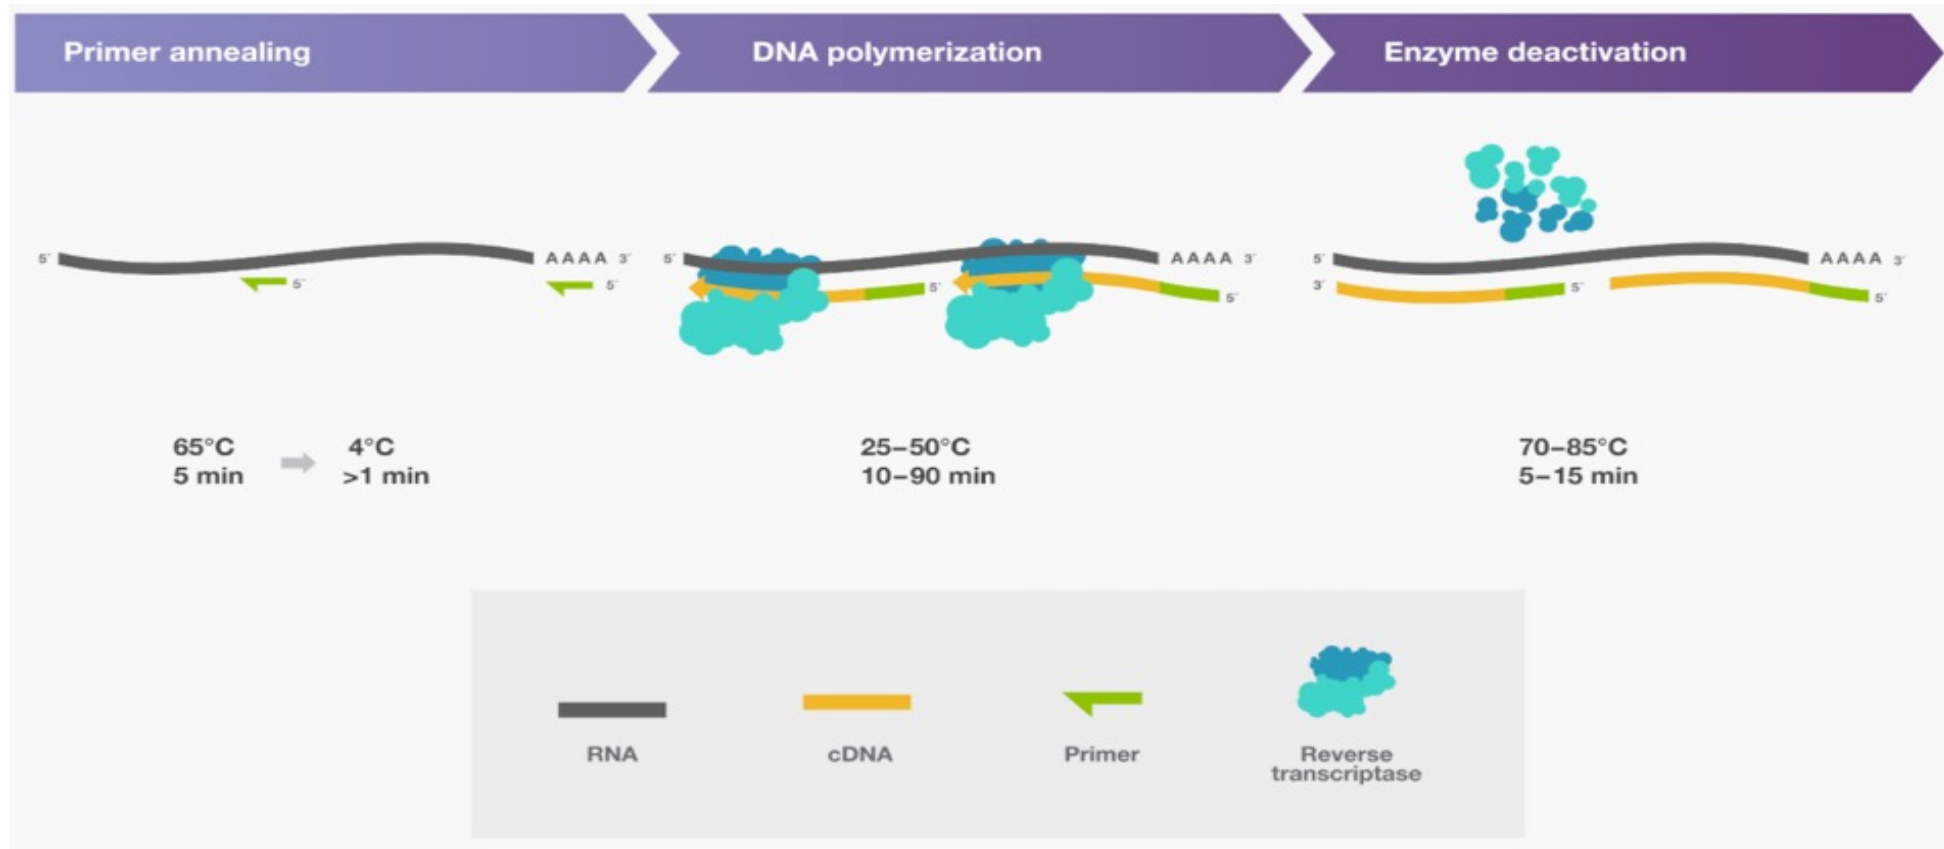 Primer annealing
DNA polymerization
Enzyme deactivation
5´ AAAA 3´
5´ 5´
5´ AAAA 3´
5´ 5´
5´ AAAA 3´
3´ 5´ 5´
65°C 4°C
5 min >1 min
25–50°C
10–90 min
70–85°C
5–15 min
RNA
cDNA
Primer
Reverse
transcriptase